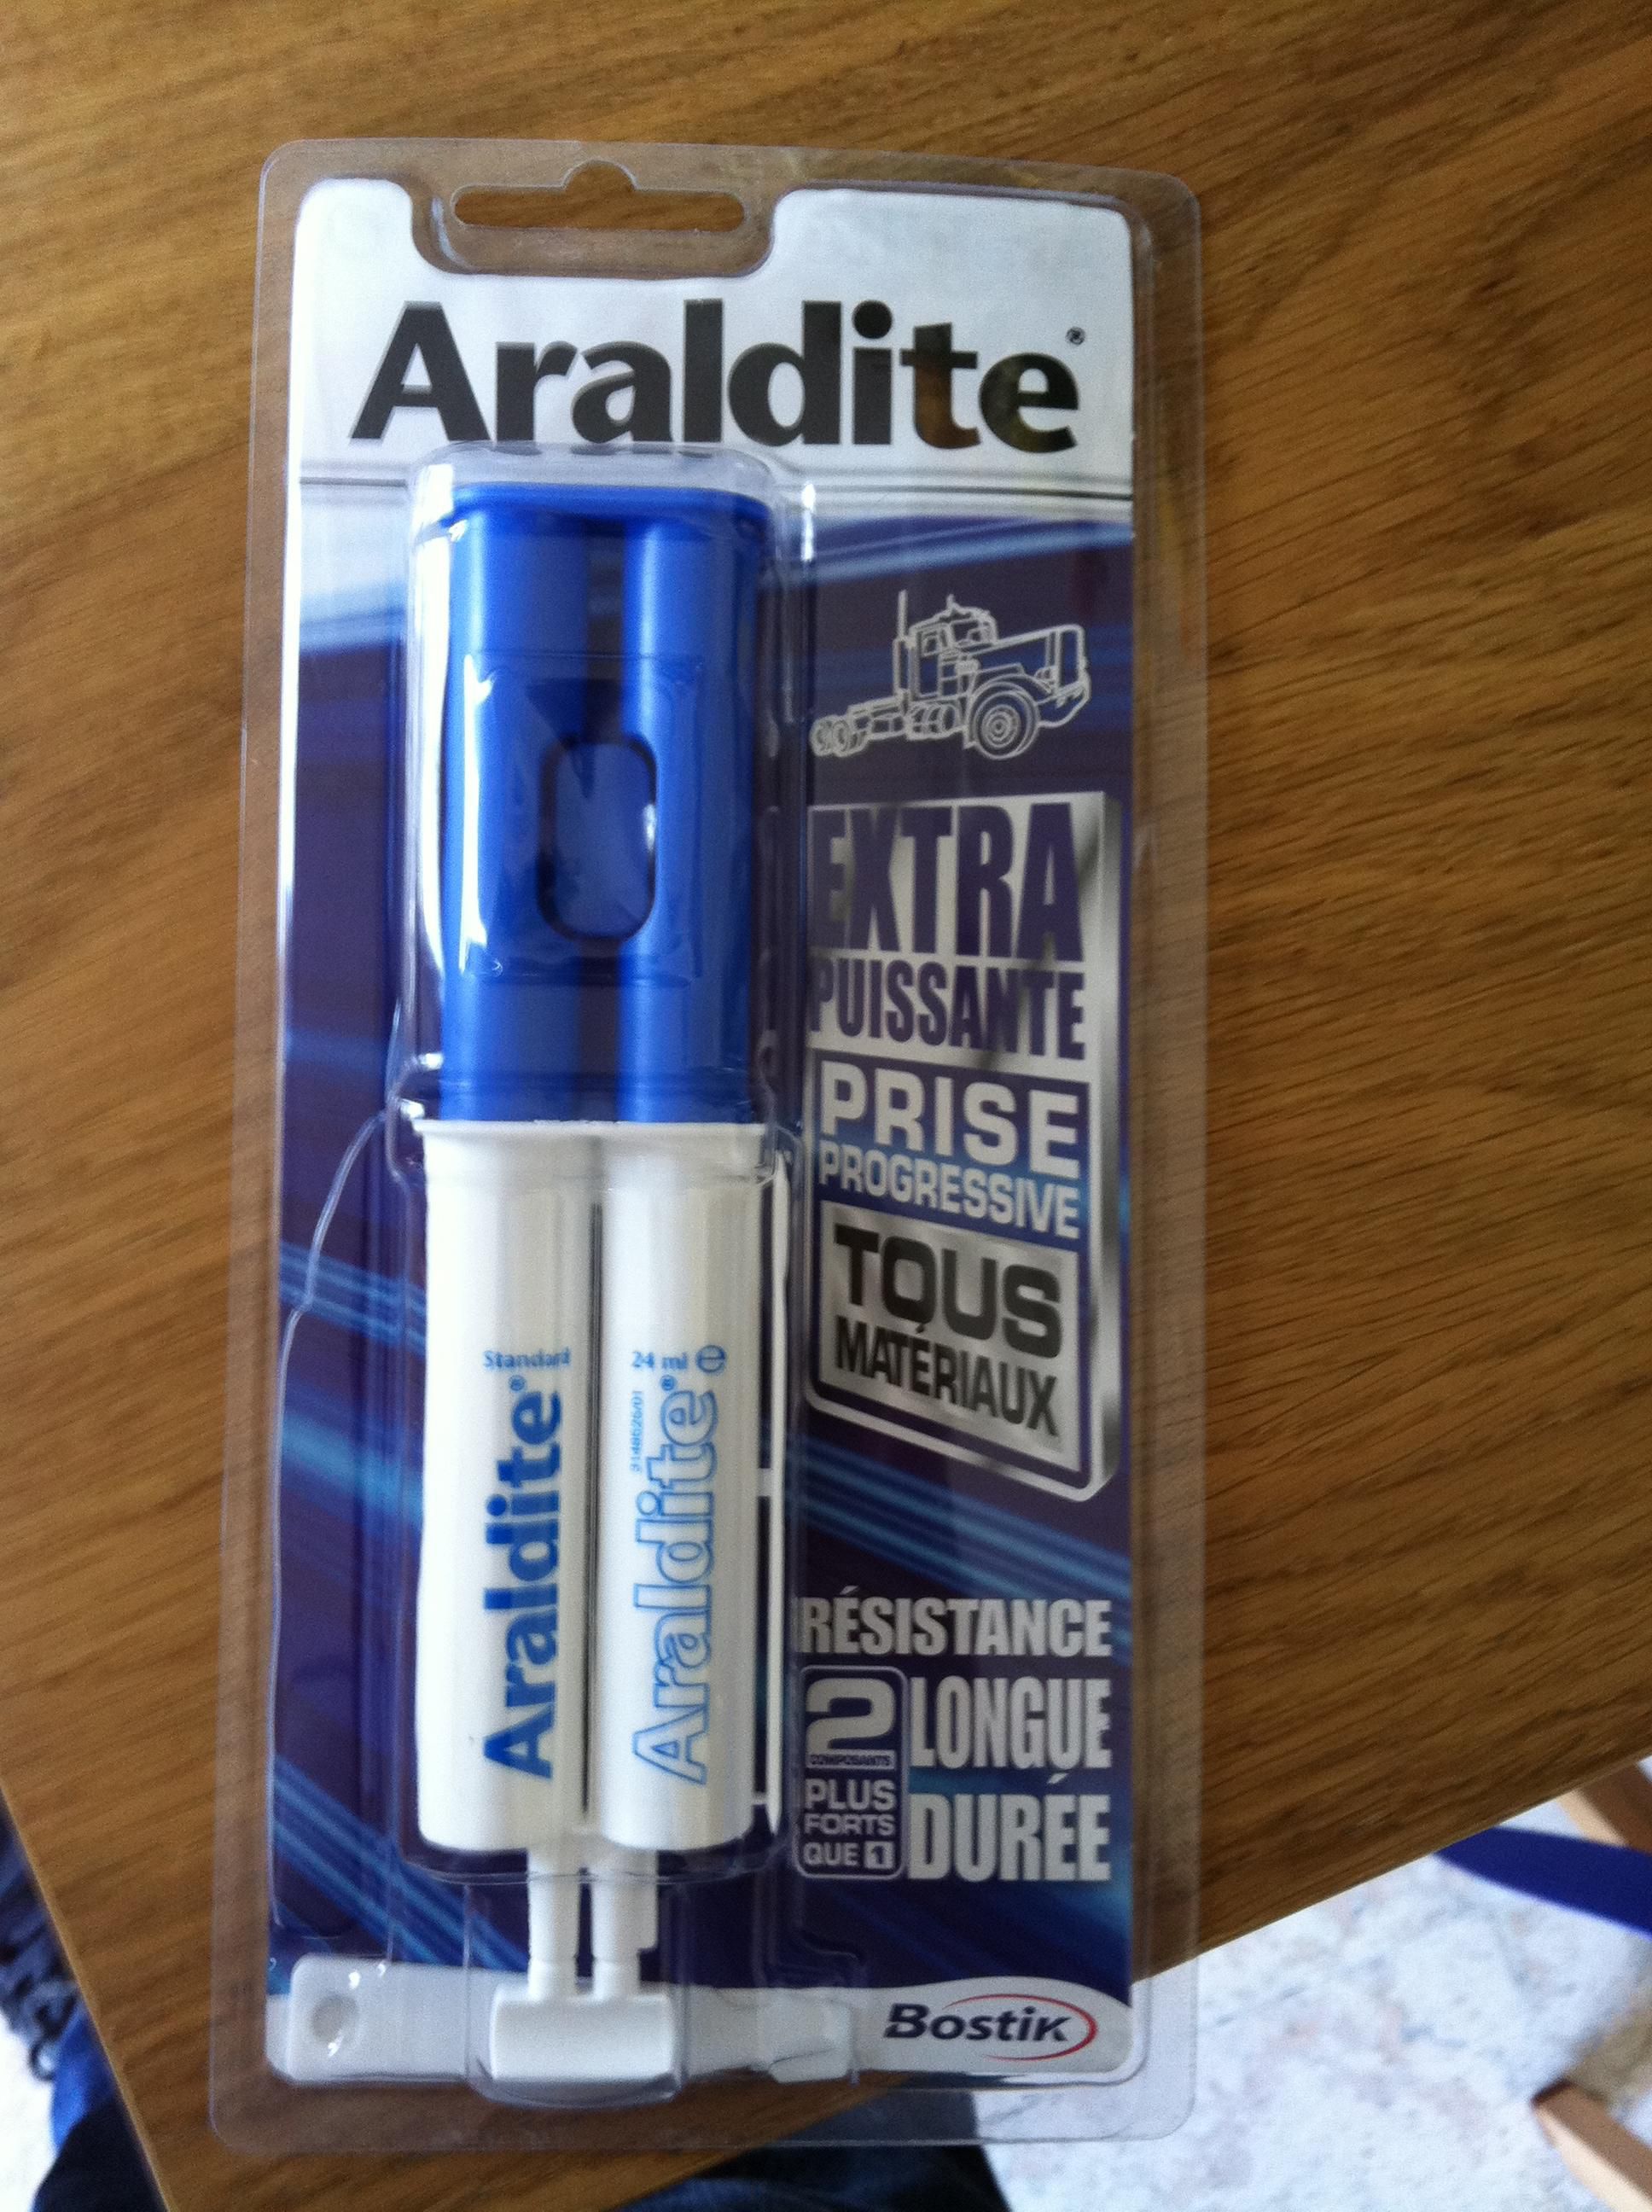 Araldite®
EXTRA
PUISSANTE
PRISE
PROGRESSIVE
TOUS
MATÉRIAUX
Standard
Araldite®
24 ml ℮
Araldite®
RÉSISTANCE
LONGUE
DURÉE
2
COMPOSANTS
PLUS
FORTS
QUE 1
Bostik